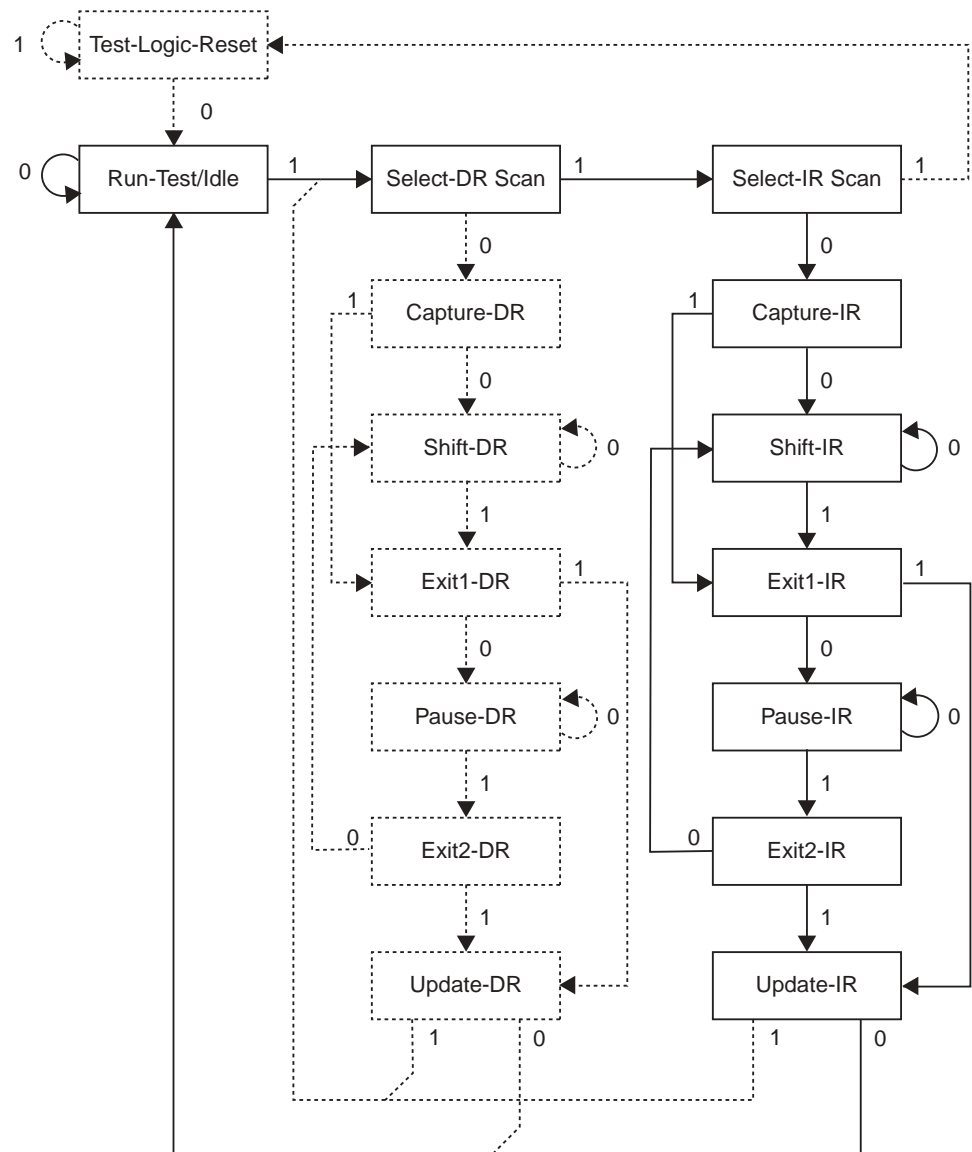 1
Test-Logic-Reset
0
0
Run-Test/Idle
1
Select-DR Scan
1
Select-IR Scan
1
0
0
1
Capture-DR
1
Capture-IR
0
0
Shift-DR
0
Shift-IR
0
1
1
Exit1-DR
1
Exit1-IR
1
0
0
Pause-DR
0
Pause-IR
0
1
1
0
Exit2-DR
0
Exit2-IR
1
1
Update-DR
Update-IR
1
0
1
0